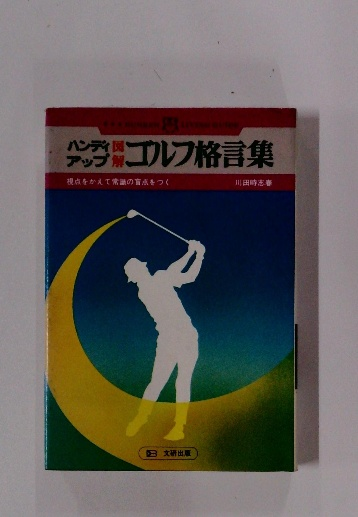 ハンディ
アップ
図解
ゴルフ格言集
視点をかえて常識の盲点をつく
川田時志春
文研出版